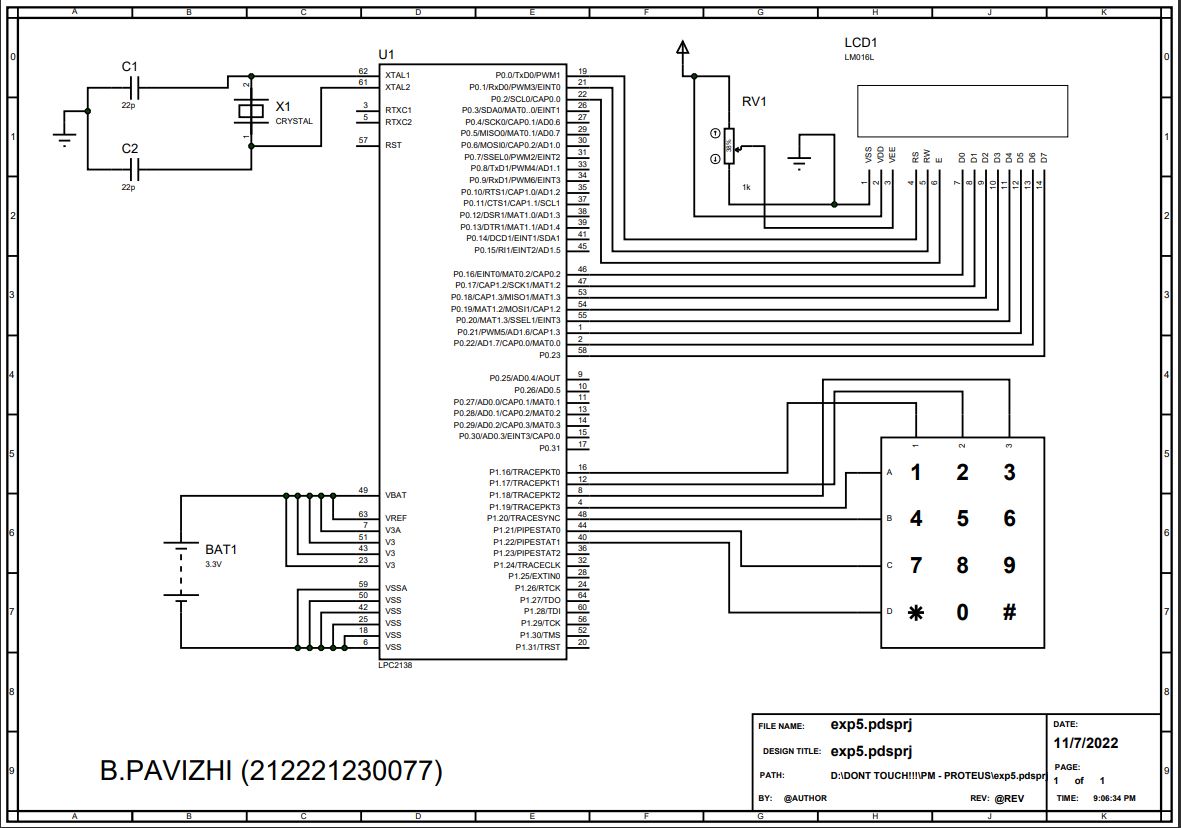 A B C D E F G H J K
0 0
1 1
2 2
3 3
4 4
5 5
6 6
7 7
8 8
9 9
C1
22p
C2
22p
2
X1
CRYSTAL
1
U1
62 XTAL1
61 XTAL2
3 RTXC1
5 RTXC2
57 RST
49 VBAT
63 VREF
7 V3A
51 V3
43 V3
23 V3
59 VSSA
50 VSS
42 VSS
25 VSS
18 VSS
6 VSS
P0.0/TxD0/PWM1 19
P0.1/RxD0/PWM3/EINT0 21
P0.2/SCL0/CAP0.0 22
P0.3/SDA0/MAT0..0/EINT1 26
P0.4/SCK0/CAP0.1/AD0.6 27
P0.5/MISO0/MAT0.1/AD0.7 29
P0.6/MOSI0/CAP0.2/AD1.0 30
P0.7/SSEL0/PWM2/EINT2 31
P0.8/TxD1/PWM4/AD1.1 33
P0.9/RxD1/PWM6/EINT3 34
P0.10/RTS1/CAP1.0/AD1.2 35
P0.11/CTS1/CAP1.1/SCL1 37
P0.12/DSR1/MAT1.0/AD1.3 38
P0.13/DTR1/MAT1.1/AD1.4 39
P0.14/DCD1/EINT1/SDA1 41
P0.15/RI1/EINT2/AD1.5 45
P0.16/EINT0/MAT0.2/CAP0.2 46
P0.17/CAP1.2/SCK1/MAT1.2 47
P0.18/CAP1.3/MISO1/MAT1.3 53
P0.19/MAT1.2/MOSI1/CAP1.2 54
P0.20/MAT1.3/SSEL1/EINT3 55
P0.21/PWM5/AD1.6/CAP1.3 1
P0.22/AD1.7/CAP0.0/MAT0.0 2
P0.23 58
P0.25/AD0.4/AOUT 9
P0.26/AD0.5 10
P0.27/AD0.0/CAP0.1/MAT0.1 11
P0.28/AD0.1/CAP0.2/MAT0.2 13
P0.29/AD0.2/CAP0.3/MAT0.3 14
P0.30/AD0.3/EINT3/CAP0.0 15
P0.31 17
P1.16/TRACEPKT0 16
P1.17/TRACEPKT1 12
P1.18/TRACEPKT2 8
P1.19/TRACEPKT3 4
P1.20/TRACESYNC 48
P1.21/PIPESTAT0 44
P1.22/PIPESTAT1 40
P1.23/PIPESTAT2 36
P1.24/TRACECLK 32
P1.25/EXTIN0 28
P1.26/RTCK 24
P1.27/TDO 64
P1.28/TDI 60
P1.29/TCK 56
P1.30/TMS 52
P1.31/TRST 20
LPC2138
BAT1
3.3V
RV1
38%
1k
LCD1
LM016L
VSS VDD VEE RS RW E D0 D1 D2 D3 D4 D5 D6 D7
1 2 3 4 5 6 7 8 9 10 11 12 13 14
1 2 3
A 1 2 3
B 4 5 6
C 7 8 9
D * 0 #
B.PAVIZHI (212221230077)
FILE NAME: exp5.pdsprj
DESIGN TITLE: exp5.pdsprj
PATH: D:\DONT TOUCH!!!\PM - PROTEUS\exp5.pdsprj
BY: @AUTHOR REV: @REV
DATE:
11/7/2022
PAGE:
1 of 1
TIME: 9:06:34 PM
A B C D E F G H J K